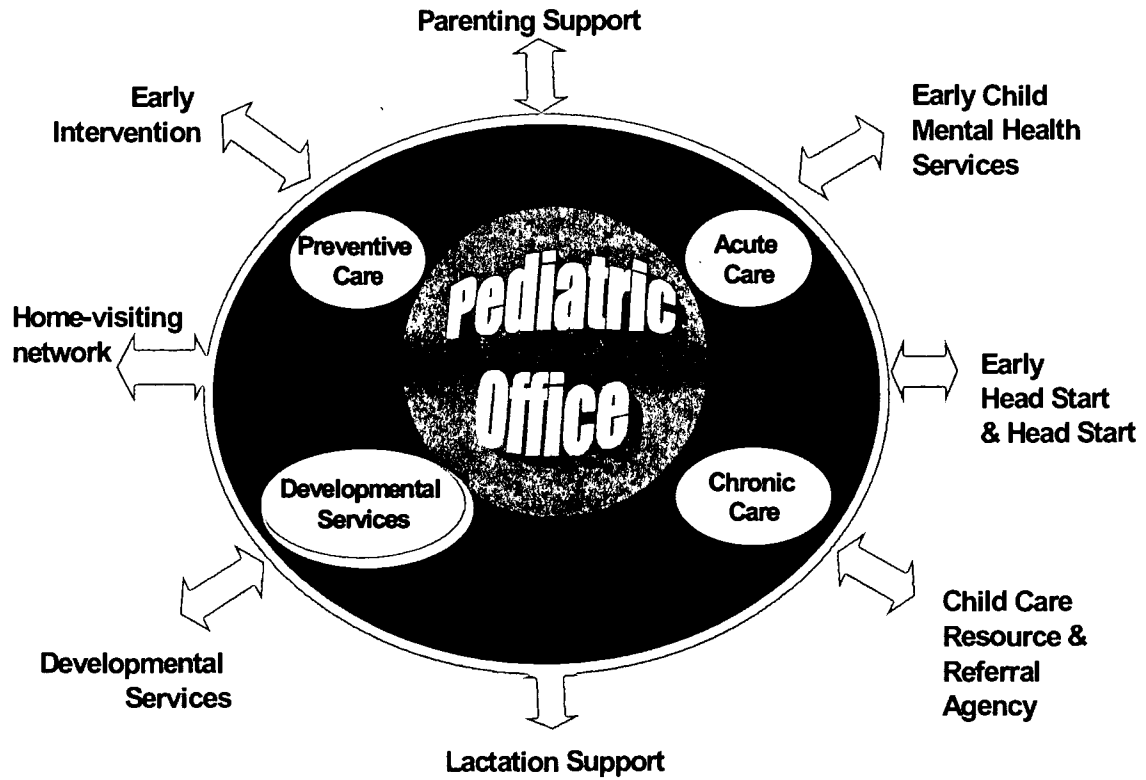 Parenting Support
Early
Intervention
Early Child
Mental Health
Services
Preventive
Care
Acute
Care
Pediatric
Office
Home-visiting
network
Early
Head Start
& Head Start
Developmental
Services
Chronic
Care
Developmental
Services
Child Care
Resource &
Referral
Agency
Lactation Support